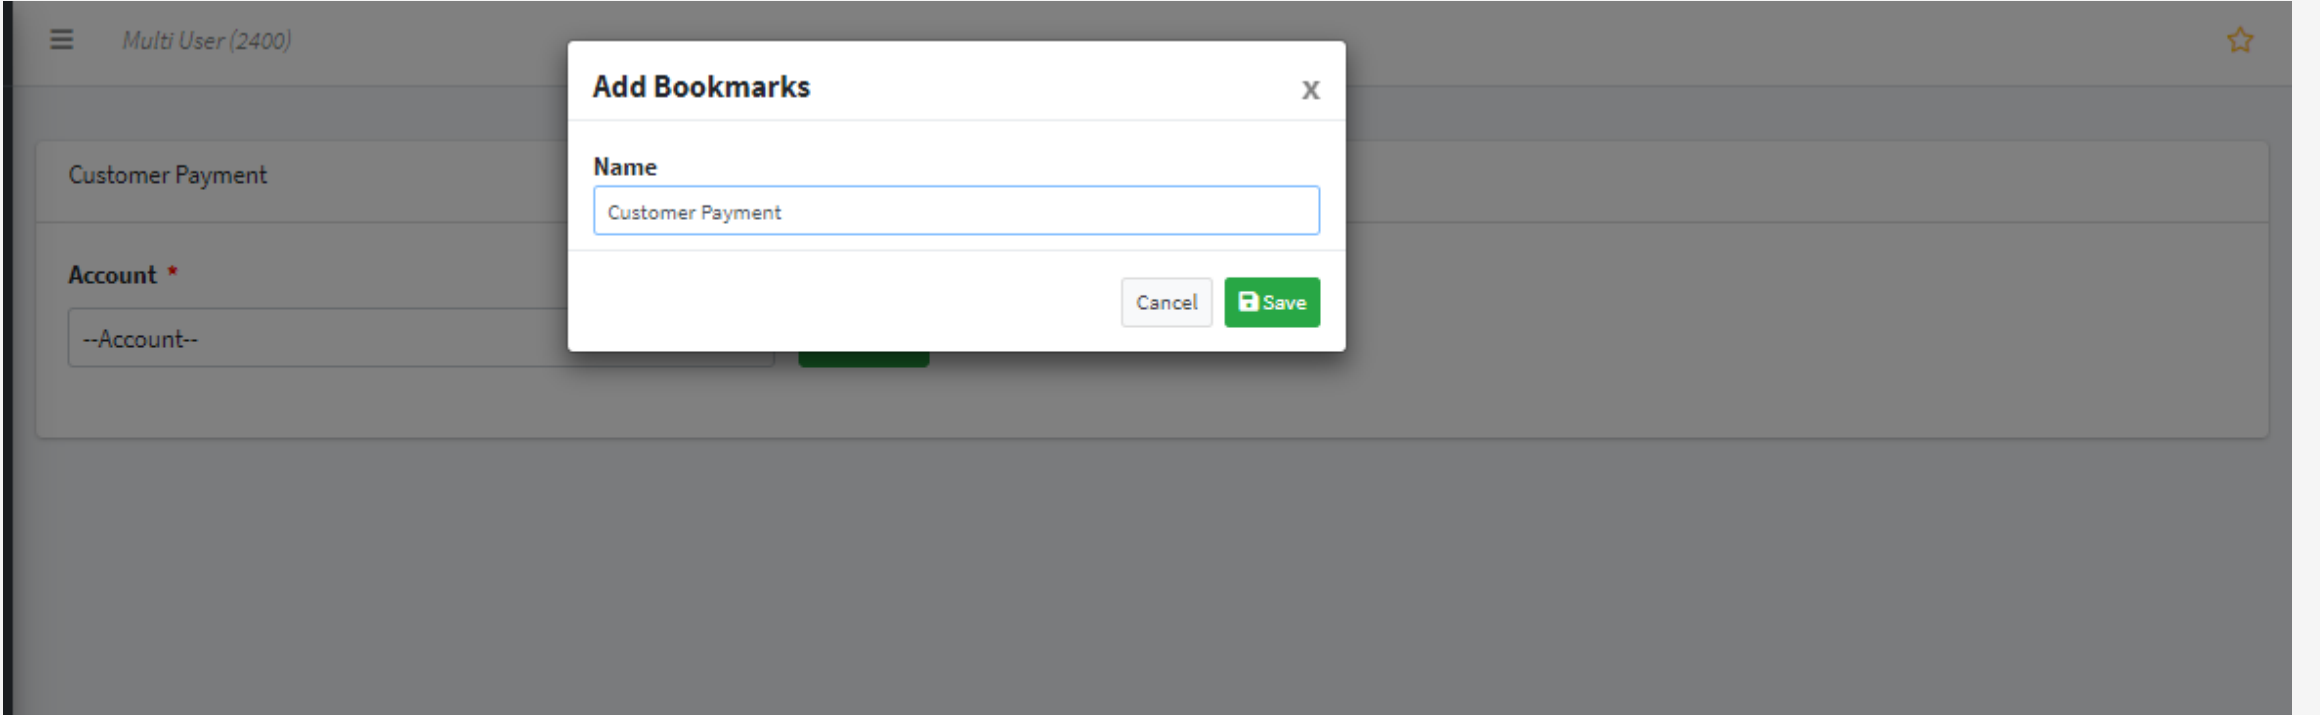 Multi User (2400)
Add Bookmarks
x
Customer Payment
Name
Customer Payment
Account *
--Account--
Cancel
Save